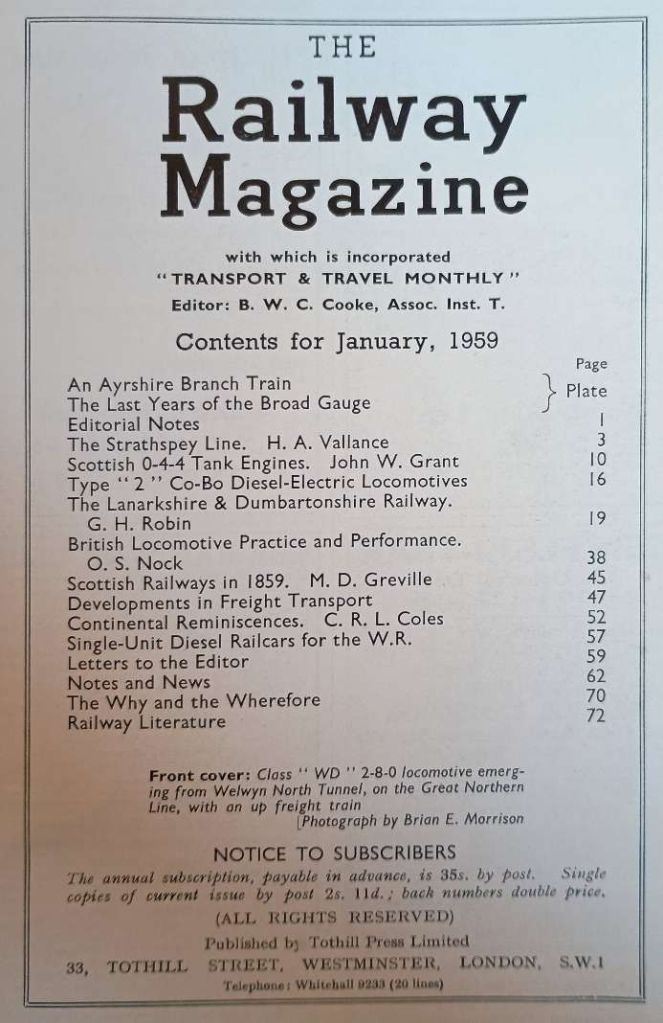 THE
Railway
Magazine
with which is incorporated
"TRANSPORT & TRAVEL MONTHLY"
Editor: B. W. C. Cooke, Assoc. Inst. T.
Contents for January, 1959
Page
An Ayrshire Branch Train
The Last Years of the Broad Gauge } Plate
Editorial Notes 1
The Strathspey Line. H. A. Vallance 3
Scottish 0-4-4 Tank Engines. John W. Grant 10
Type "2" Co-Bo Diesel-Electric Locomotives 16
The Lanarkshire & Dumbartonshire Railway.
G. H. Robin 19
British Locomotive Practice and Performance.
O. S. Nock 38
Scottish Railways in 1859. M. D. Greville 45
Developments in Freight Transport 47
Continental Reminiscences. C. R. L. Coles 52
Single-Unit Diesel Railcars for the W.R. 57
Letters to the Editor 59
Notes and News 62
The Why and the Wherefore 70
Railway Literature 72
Front cover: Class "WD" 2-8-0 locomotive emerg-
ing from Welwyn North Tunnel, on the Great Northern
Line, with an up freight train
[Photograph by Brian E. Morrison
NOTICE TO SUBSCRIBERS
The annual subscription, payable in advance, is 35s. by post. Single
copies of current issue by post 2s. 11d.; back numbers double price.
(ALL RIGHTS RESERVED)
Published by Tothill Press Limited
33, TOTHILL STREET, WESTMINSTER, LONDON, S.W.1
Telephone: Whitehall 9233 (20 lines)